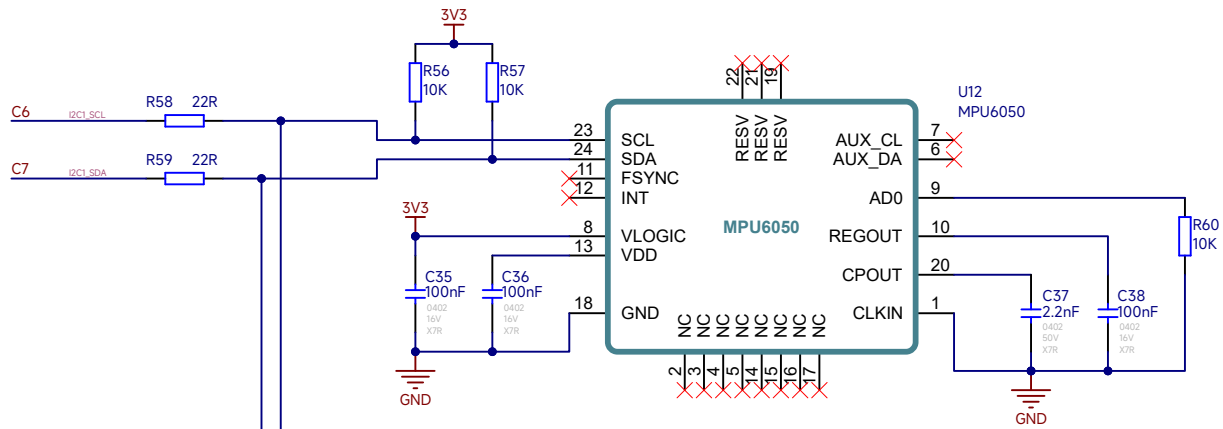 3V3
R56
10K
R57
10K
C6
I2C1_SCL
R58 22R
C7
I2C1_SDA
R59 22R
3V3
C35
100nF
0402
16V
X7R
C36
100nF
0402
16V
X7R
GND
U12
MPU6050
22
21
19
RESV
RESV
RESV
23 SCL
24 SDA
11 FSYNC
12 INT
8 VLOGIC
13 VDD
18 GND
MPU6050
AUX_CL 7
AUX_DA 6
AD0 9
REGOUT 10
CPOUT 20
CLKIN 1
NC
NC
NC
NC
NC
NC
NC
NC
2
3
4
5
14
15
16
17
R60
10K
C37
2.2nF
0402
50V
X7R
C38
100nF
0402
16V
X7R
GND